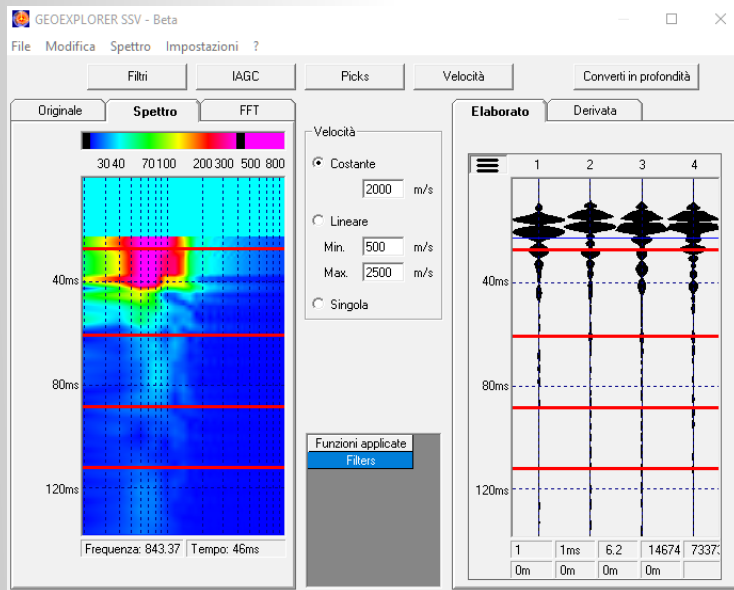 GEOEXPLORER SSV - Beta
File Modifica Spettro Impostazioni ?
Filtri IAGC Picks Velocità Converti in profondità
Originale Spettro FFT
Elaborato Derivata
30 40 70 100 200 300 500 800
Velocità
Costante
2000 m/s
Lineare
Min. 500 m/s
Max. 2500 m/s
Singola
1 2 3 4
40ms
80ms
120ms
40ms
80ms
120ms
Funzioni applicate
Filters
Frequenza: 843.37 Tempo: 46ms
1 1ms 6.2 14674
0m 0m 0m 0m